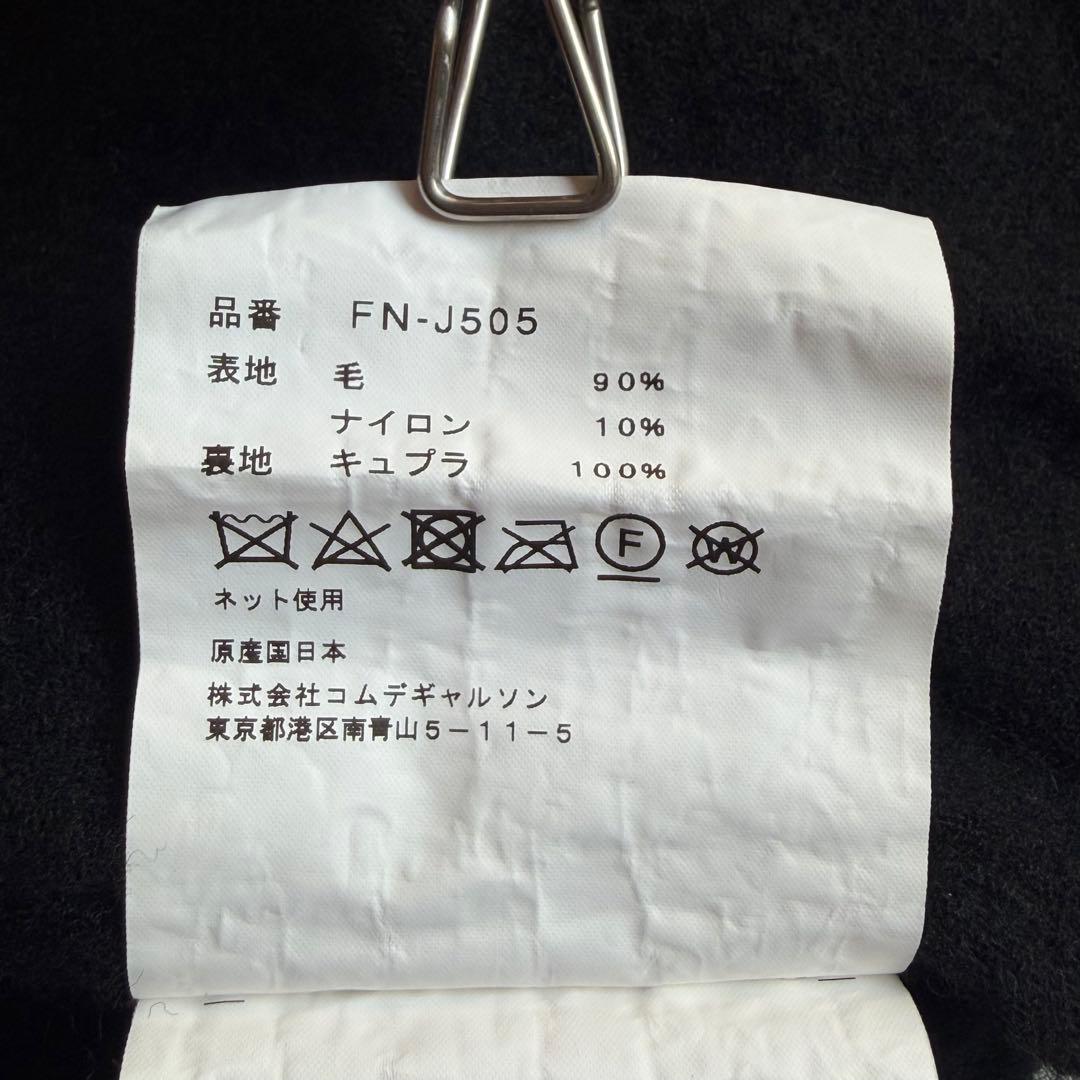 品番 FN-J505
表地 毛 90%
ナイロン 10%
裏地 キュプラ 100%
F W
ネット使用
原産国日本
株式会社コムデギャルソン
東京都港区南青山5－11－5